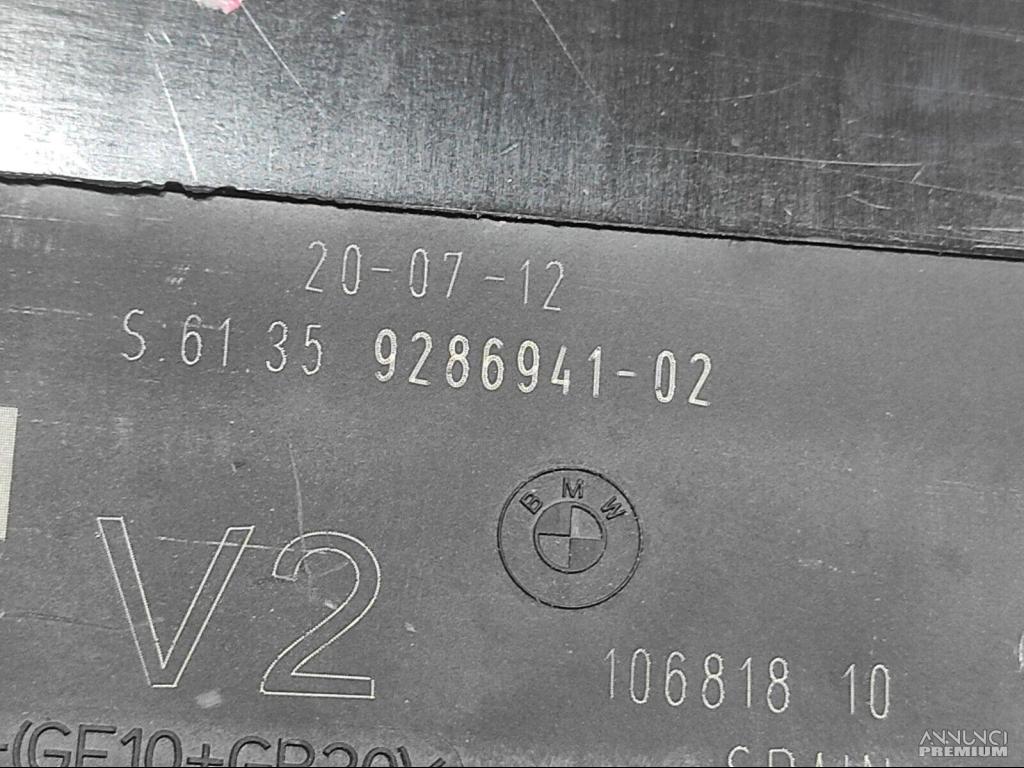 20-07-12
S.61.35 9286941-02
BMW
V2
106818 10
ANNUNCI
PREMIUM